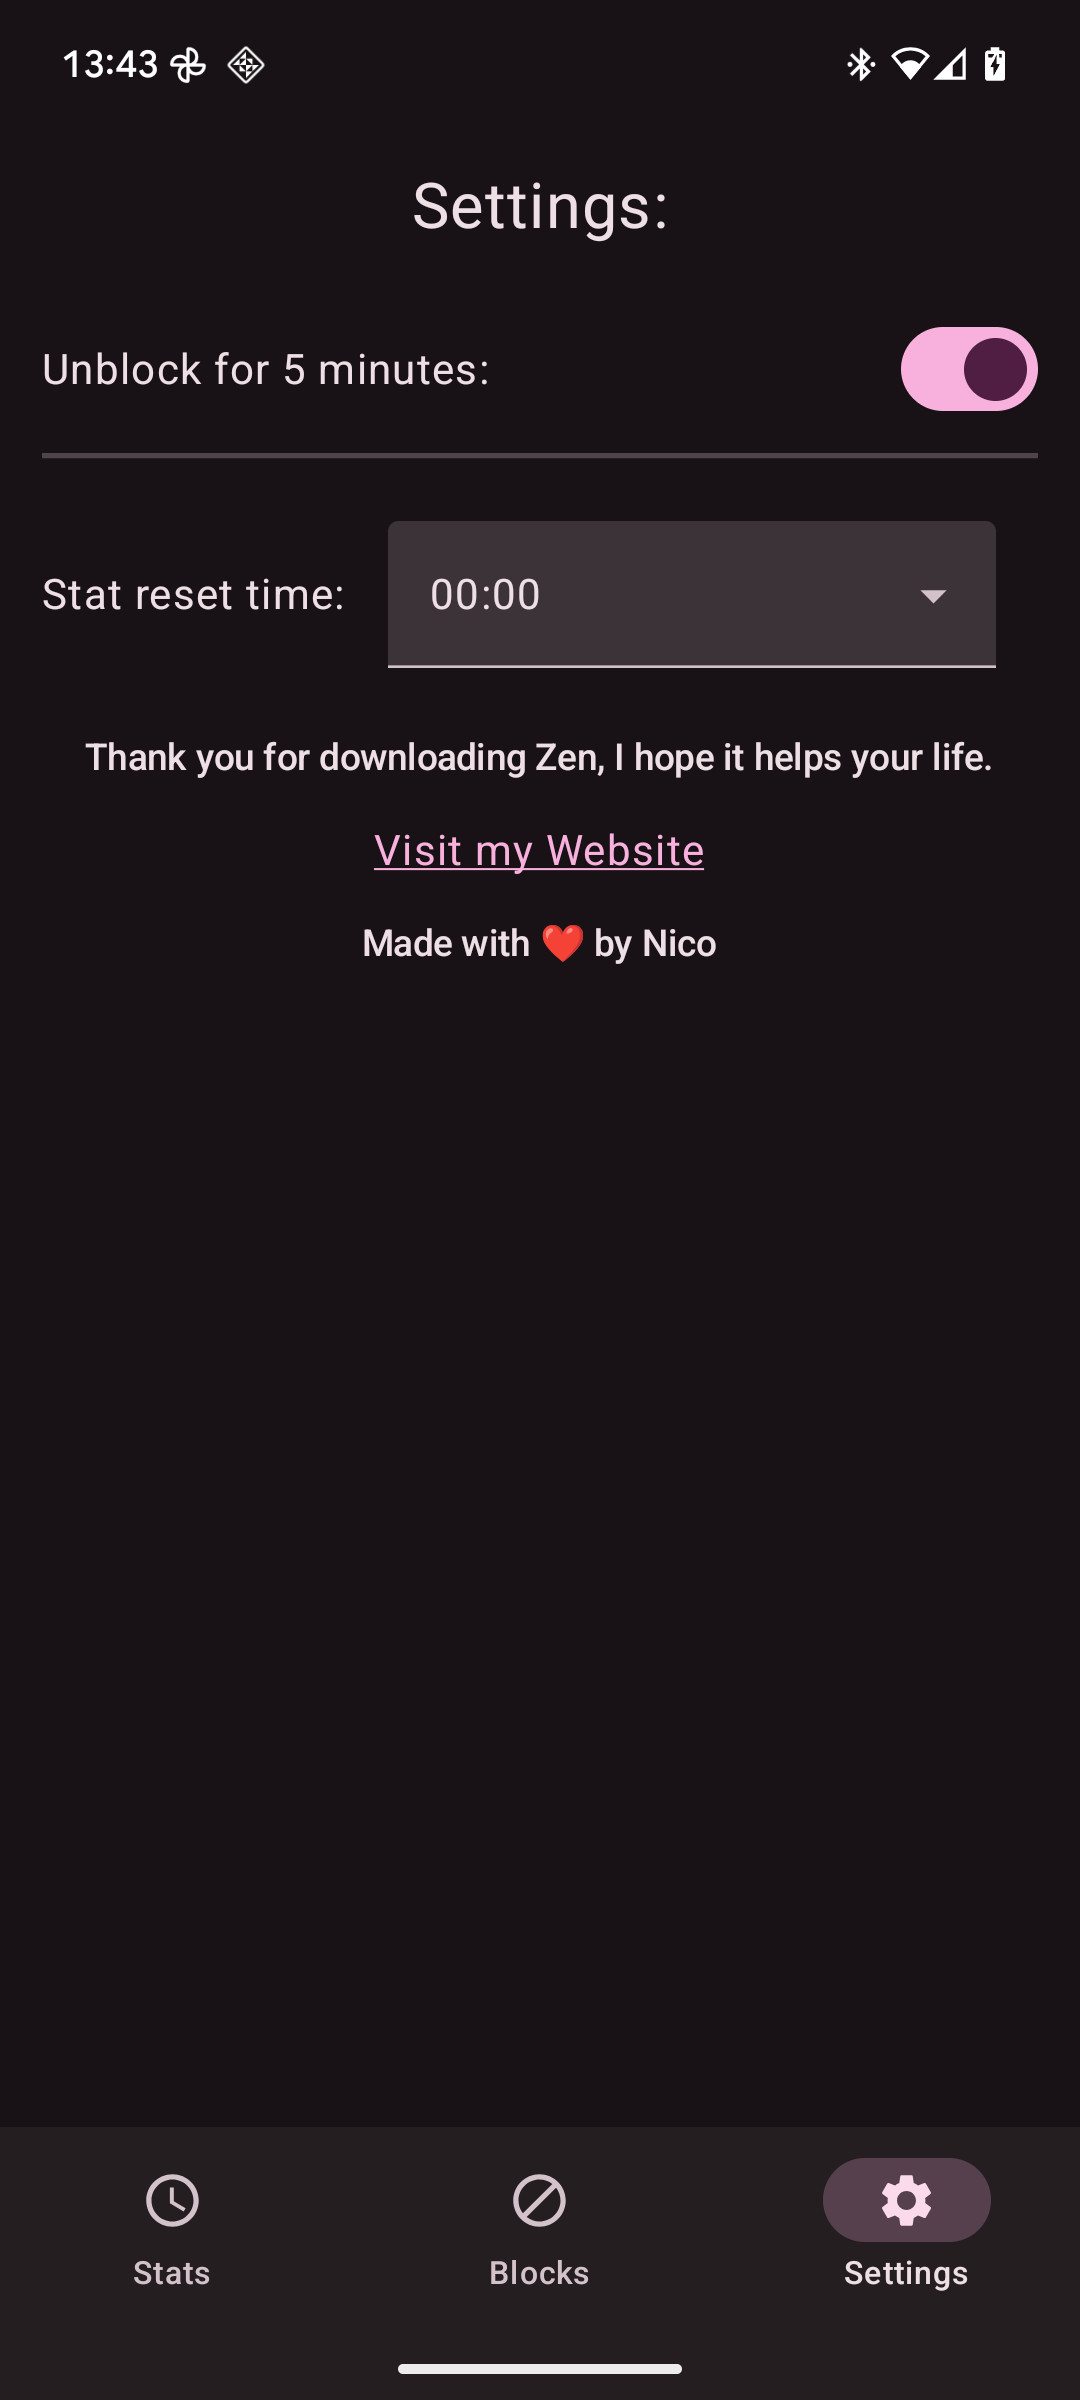 13:43
Settings:
Unblock for 5 minutes:
Stat reset time: 00:00
Thank you for downloading Zen, I hope it helps your life.
Visit my Website
Made with ❤️ by Nico
Stats Blocks Settings